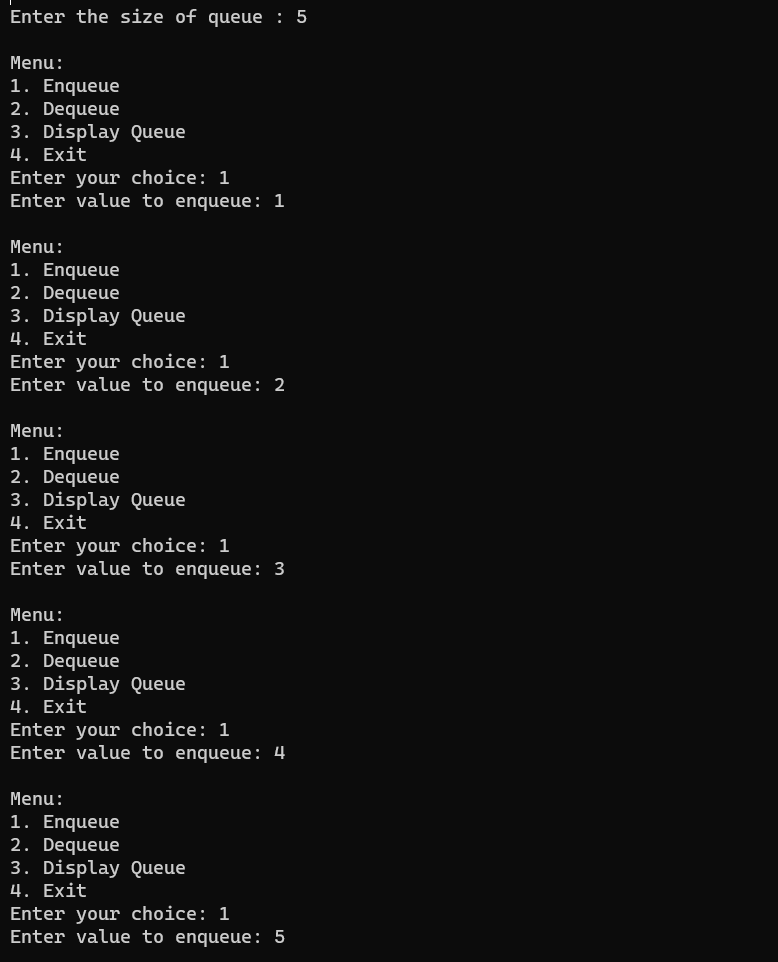 Enter the size of queue : 5
Menu:
1. Enqueue
2. Dequeue
3. Display Queue
4. Exit
Enter your choice: 1
Enter value to enqueue: 1
Menu:
1. Enqueue
2. Dequeue
3. Display Queue
4. Exit
Enter your choice: 1
Enter value to enqueue: 2
Menu:
1. Enqueue
2. Dequeue
3. Display Queue
4. Exit
Enter your choice: 1
Enter value to enqueue: 3
Menu:
1. Enqueue
2. Dequeue
3. Display Queue
4. Exit
Enter your choice: 1
Enter value to enqueue: 4
Menu:
1. Enqueue
2. Dequeue
3. Display Queue
4. Exit
Enter your choice: 1
Enter value to enqueue: 5